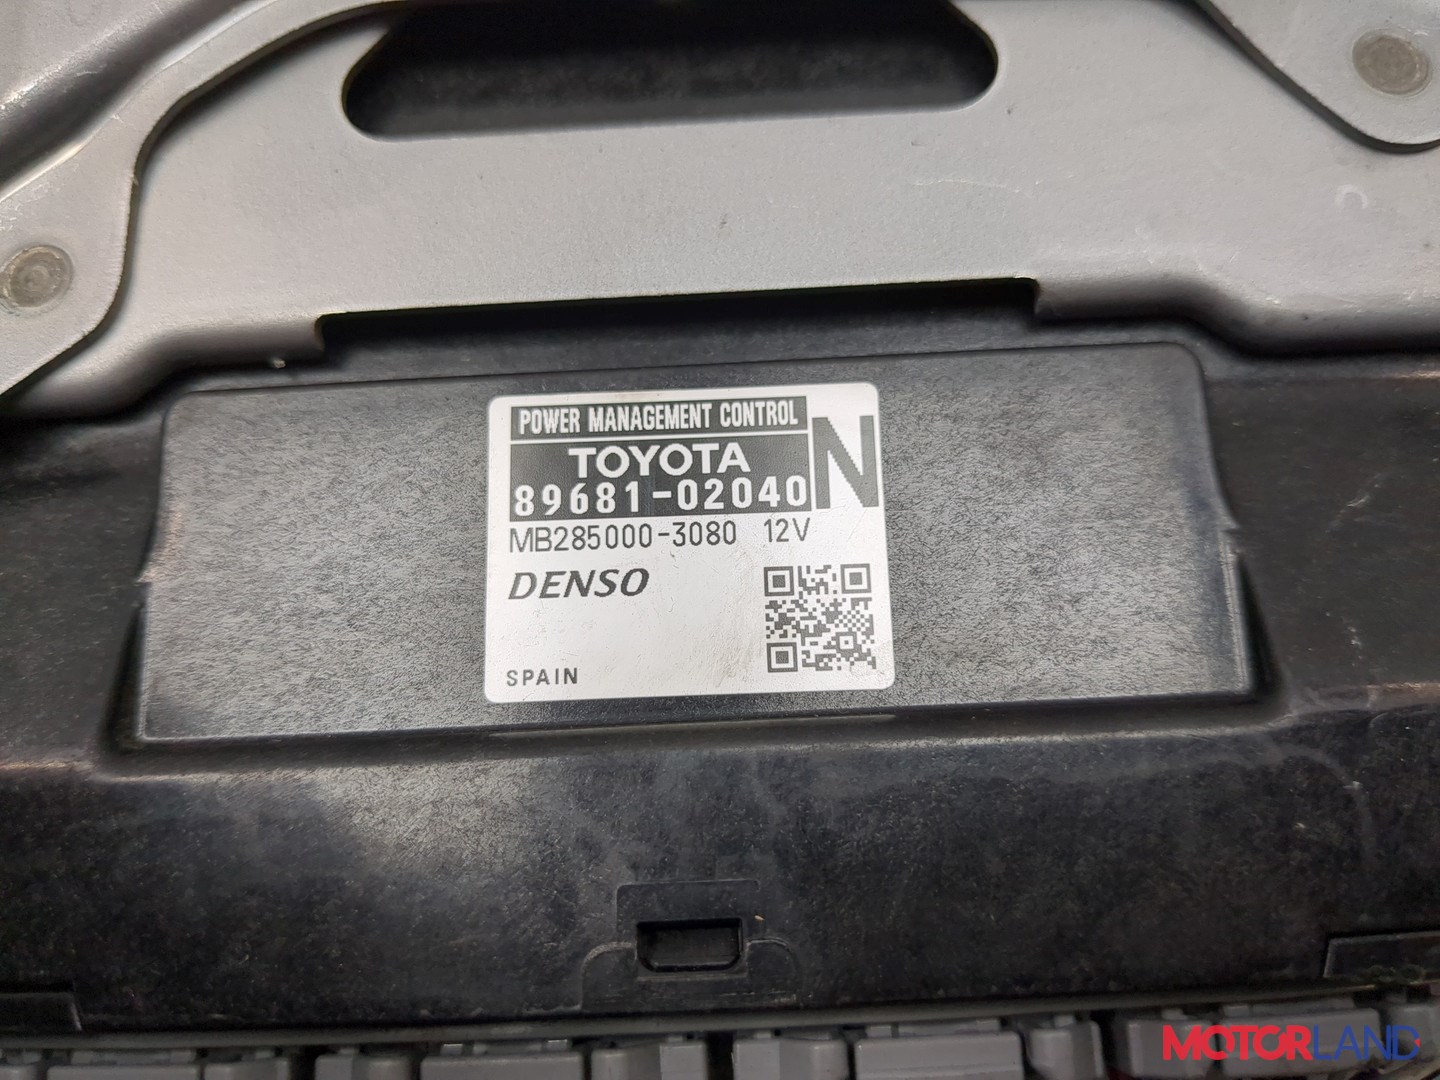 POWER MANAGEMENT CONTROL
TOYOTA
89681-02040
N
MB285000-3080 12V
DENSO
SPAIN
MOTORLAND